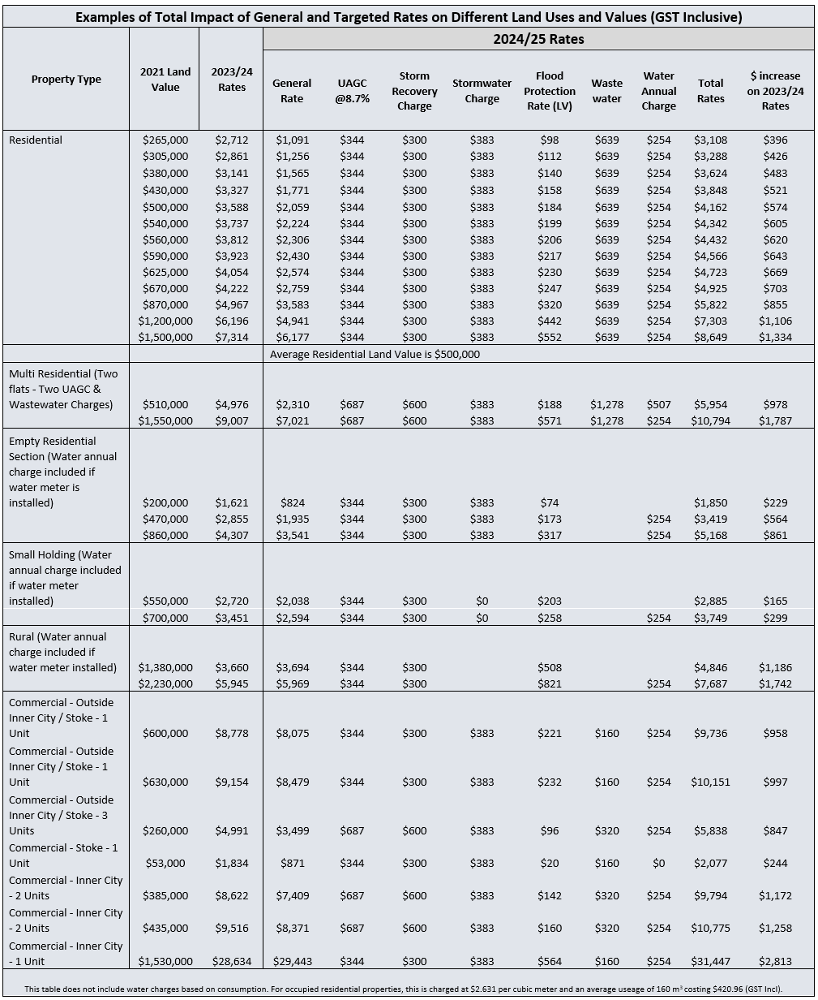 Examples of Total Impact of General and Targeted Rates on Different Land Uses and Values (GST Inclusive)
2024/25 Rates
Property Type 2021 Land Value 2023/24 Rates General Rate UAGC @8.7% Storm Recovery Charge Stormwater Charge Flood Protection Rate (LV) Waste water Water Annual Charge Total Rates $ increase on 2023/24 Rates
Residential $265,000 $2,712 $1,091 $344 $300 $383 $98 $639 $254 $3,108 $396
$305,000 $2,861 $1,256 $344 $300 $383 $112 $639 $254 $3,288 $426
$380,000 $3,141 $1,565 $344 $300 $383 $140 $639 $254 $3,624 $483
$430,000 $3,327 $1,771 $344 $300 $383 $158 $639 $254 $3,848 $521
$500,000 $3,588 $2,059 $344 $300 $383 $184 $639 $254 $4,162 $574
$540,000 $3,737 $2,224 $344 $300 $383 $199 $639 $254 $4,342 $605
$560,000 $3,812 $2,306 $344 $300 $383 $206 $639 $254 $4,432 $620
$590,000 $3,923 $2,430 $344 $300 $383 $217 $639 $254 $4,566 $643
$625,000 $4,054 $2,574 $344 $300 $383 $230 $639 $254 $4,723 $669
$670,000 $4,222 $2,759 $344 $300 $383 $247 $639 $254 $4,925 $703
$870,000 $4,967 $3,583 $344 $300 $383 $320 $639 $254 $5,822 $855
$1,200,000 $6,196 $4,941 $344 $300 $383 $442 $639 $254 $7,303 $1,106
$1,500,000 $7,314 $6,177 $344 $300 $383 $552 $639 $254 $8,649 $1,334
Average Residential Land Value is $500,000
Multi Residential (Two
flats - Two UAGC &
Wastewater Charges) $510,000 $4,976 $2,310 $687 $600 $383 $188 $1,278 $507 $5,954 $978
$1,550,000 $9,007 $7,021 $687 $600 $383 $571 $1,278 $254 $10,794 $1,787
Empty Residential
Section (Water annual
charge included if
water meter is
installed) $200,000 $1,621 $824 $344 $300 $383 $74 $1,850 $229
$470,000 $2,855 $1,935 $344 $300 $383 $173 $254 $3,419 $564
$860,000 $4,307 $3,541 $344 $300 $383 $317 $254 $5,168 $861
Small Holding (Water
annual charge included
if water meter
installed) $550,000 $2,720 $2,038 $344 $300 $0 $203 $2,885 $165
$700,000 $3,451 $2,594 $344 $300 $0 $258 $254 $3,749 $299
Rural (Water annual
charge included if
water meter installed) $1,380,000 $3,660 $3,694 $344 $300 $508 $4,846 $1,186
$2,230,000 $5,945 $5,969 $344 $300 $821 $254 $7,687 $1,742
Commercial - Outside
Inner City / Stoke - 1
Unit $600,000 $8,778 $8,075 $344 $300 $383 $221 $160 $254 $9,736 $958
Commercial - Outside
Inner City / Stoke - 1
Unit $630,000 $9,154 $8,479 $344 $300 $383 $232 $160 $254 $10,151 $997
Commercial - Outside
Inner City / Stoke - 3
Units $260,000 $4,991 $3,499 $687 $600 $383 $96 $320 $254 $5,838 $847
Commercial - Stoke - 1
Unit $53,000 $1,834 $871 $344 $300 $383 $20 $160 $0 $2,077 $244
Commercial - Inner City
- 2 Units $385,000 $8,622 $7,409 $687 $600 $383 $142 $320 $254 $9,794 $1,172
Commercial - Inner City
- 2 Units $435,000 $9,516 $8,371 $687 $600 $383 $160 $320 $254 $10,775 $1,258
Commercial - Inner City
- 1 Unit $1,530,000 $28,634 $29,443 $344 $300 $383 $564 $160 $254 $31,447 $2,813
This table does not include water charges based on consumption. For occupied residential properties, this is charged at $2.631 per cubic meter and an average useage of 160 m³ costing $420.96 (GST Incl).